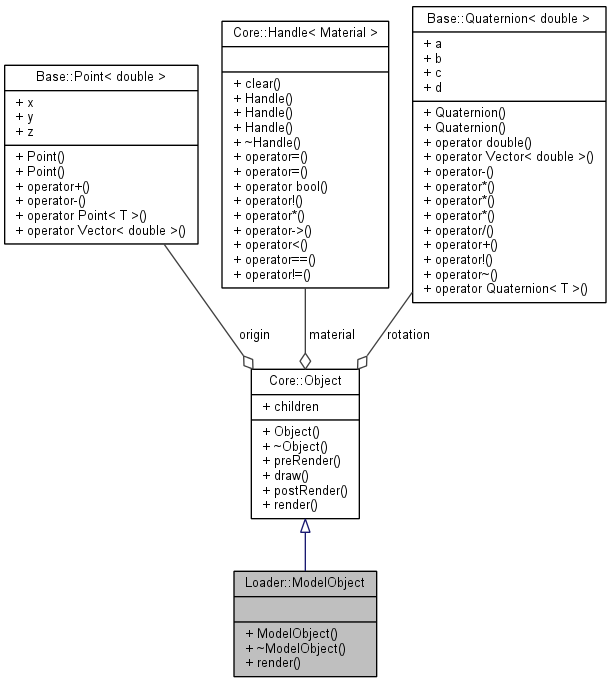 Base::Point< double >
+ x
+ y
+ z
+ Point()
+ Point()
+ operator+()
+ operator-()
+ operator Point< T >()
+ operator Vector< double >()
Core::Handle< Material >
+ clear()
+ Handle()
+ Handle()
+ Handle()
+ ~Handle()
+ operator=()
+ operator=()
+ operator bool()
+ operator!()
+ operator*()
+ operator->()
+ operator<()
+ operator==()
+ operator!=()
Base::Quaternion< double >
+ a
+ b
+ c
+ d
+ Quaternion()
+ Quaternion()
+ operator double()
+ operator Vector< double >()
+ operator-()
+ operator*()
+ operator*()
+ operator*()
+ operator/()
+ operator+()
+ operator!()
+ operator~()
+ operator Quaternion< T >()
origin
material
rotation
Core::Object
+ children
+ Object()
+ ~Object()
+ preRender()
+ draw()
+ postRender()
+ render()
Loader::ModelObject
+ ModelObject()
+ ~ModelObject()
+ render()